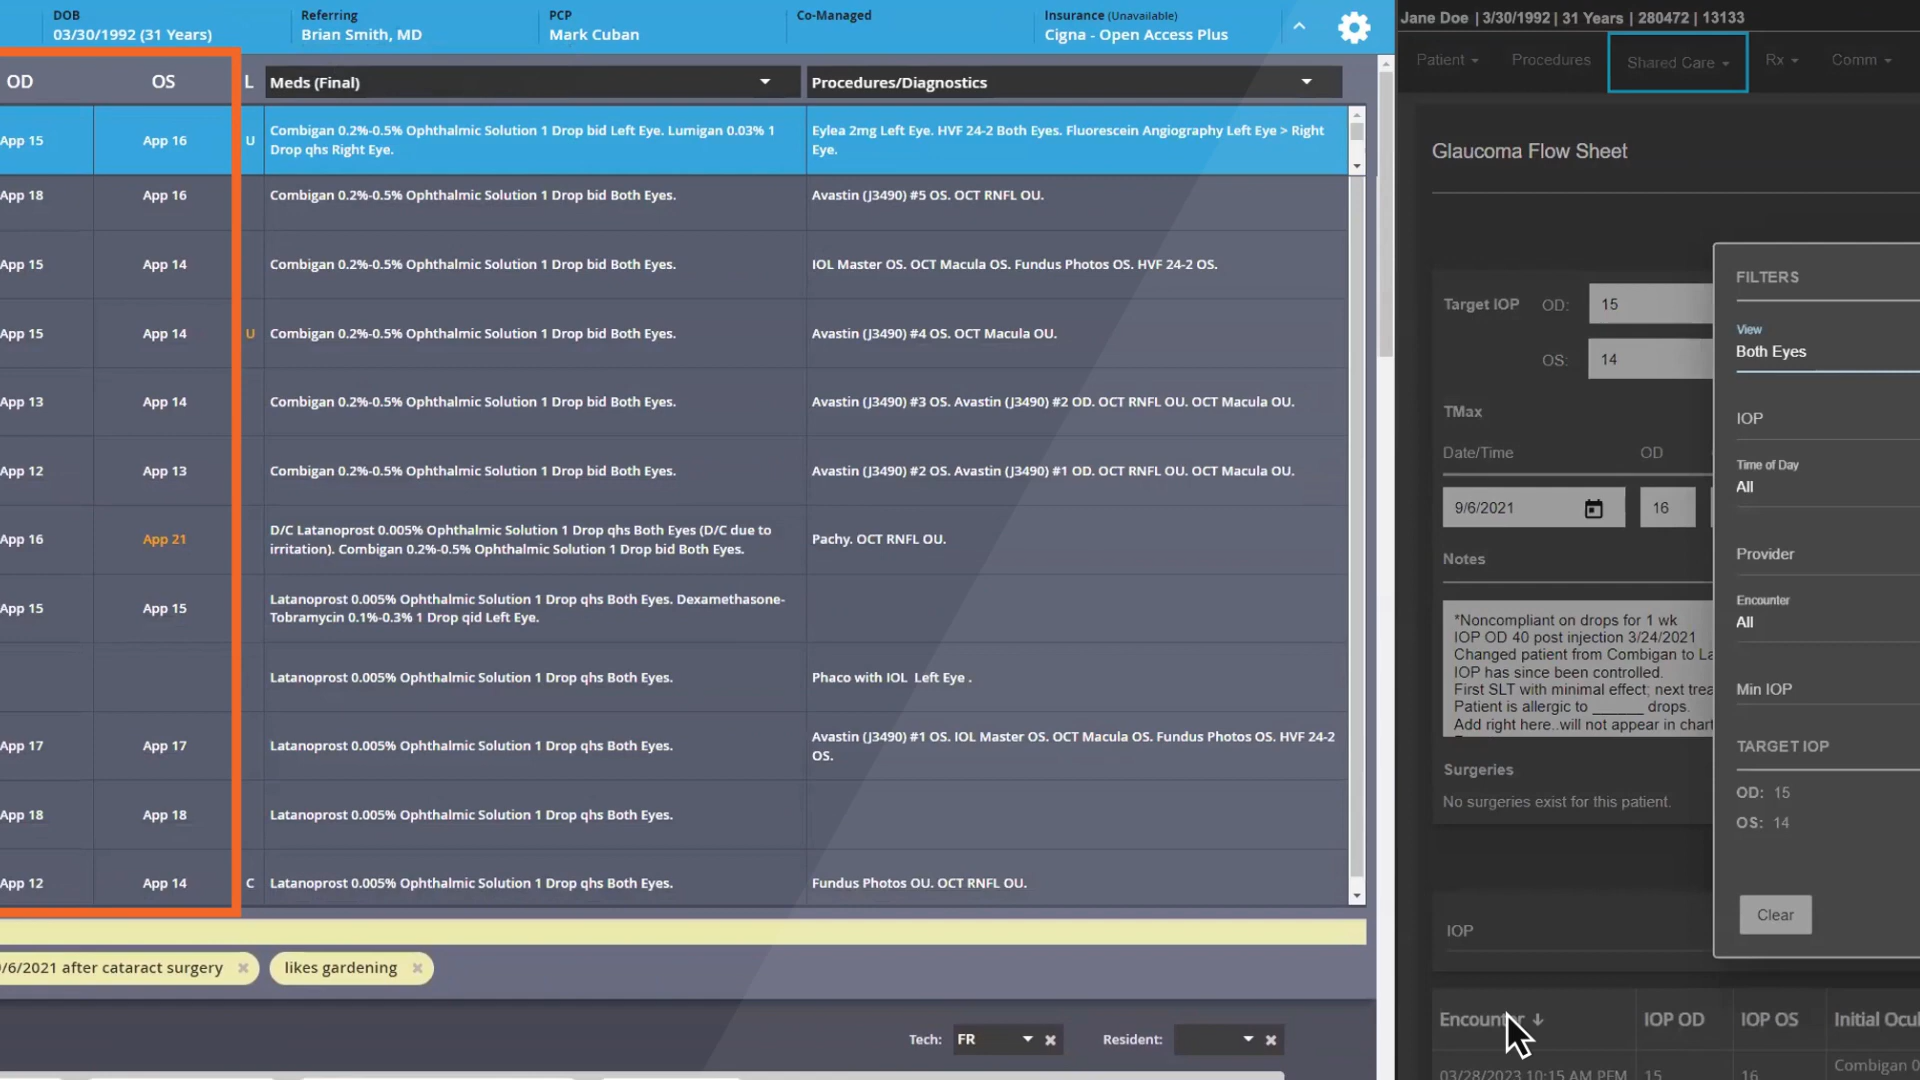 DOB
03/30/1992 (31 Years)
Referring
Brian Smith, MD
PCP
Mark Cuban
Co-Managed
Insurance (Unavailable)
Cigna - Open Access Plus
OD
OS
L
Meds (Final)
Procedures/Diagnostics
App 15
App 16
U
Combigan 0.2%-0.5% Ophthalmic Solution 1 Drop bid Left Eye. Lumigan 0.03% 1
Drop qhs Right Eye.
Eylea 2mg Left Eye. HVF 24-2 Both Eyes. Fluorescein Angiography Left Eye > Right
Eye.
App 18
App 16
Combigan 0.2%-0.5% Ophthalmic Solution 1 Drop bid Both Eyes.
Avastin (J3490) #5 OS. OCT RNFL OU.
App 15
App 14
Combigan 0.2%-0.5% Ophthalmic Solution 1 Drop bid Both Eyes.
IOL Master OS. OCT Macula OS. Fundus Photos OS. HVF 24-2 OS.
App 15
App 14
U
Combigan 0.2%-0.5% Ophthalmic Solution 1 Drop bid Both Eyes.
Avastin (J3490) #4 OS. OCT Macula OU.
App 13
App 14
Combigan 0.2%-0.5% Ophthalmic Solution 1 Drop bid Both Eyes.
Avastin (J3490) #3 OS. Avastin (J3490) #2 OD. OCT RNFL OU. OCT Macula OU.
App 12
App 13
Combigan 0.2%-0.5% Ophthalmic Solution 1 Drop bid Both Eyes.
Avastin (J3490) #2 OS. Avastin (J3490) #1 OD. OCT RNFL OU. OCT Macula OU.
App 16
App 21
D/C Latanoprost 0.005% Ophthalmic Solution 1 Drop qhs Both Eyes (D/C due to
irritation). Combigan 0.2%-0.5% Ophthalmic Solution 1 Drop bid Both Eyes.
Pachy. OCT RNFL OU.
App 15
App 15
Latanoprost 0.005% Ophthalmic Solution 1 Drop qhs Both Eyes. Dexamethasone-
Tobramycin 0.1%-0.3% 1 Drop qid Left Eye.
Latanoprost 0.005% Ophthalmic Solution 1 Drop qhs Both Eyes.
Phaco with IOL Left Eye .
App 17
App 17
Latanoprost 0.005% Ophthalmic Solution 1 Drop qhs Both Eyes.
Avastin (J3490) #1 OS. IOL Master OS. OCT Macula OS. Fundus Photos OS. HVF 24-2
OS.
App 18
App 18
Latanoprost 0.005% Ophthalmic Solution 1 Drop qhs Both Eyes.
App 12
App 14
C
Latanoprost 0.005% Ophthalmic Solution 1 Drop qhs Both Eyes.
Fundus Photos OU. OCT RNFL OU.
/6/2021 after cataract surgery
likes gardening
Tech:
FR
Resident:
Jane Doe | 3/30/1992 | 31 Years | 280472 | 13133
Patient
Procedures
Shared Care
Rx
Comm
Glaucoma Flow Sheet
Target IOP
OD:
15
OS:
14
TMax
Date/Time
OD
9/6/2021
16
Notes
*Noncompliant on drops for 1 wk
IOP OD 40 post injection 3/24/2021
Changed patient from Combigan to La
IOP has since been controlled.
First SLT with minimal effect; next trea
Patient is allergic to ______ drops.
Add right here..will not appear in chart
Surgeries
No surgeries exist for this patient.
FILTERS
View
Both Eyes
IOP
Time of Day
All
Provider
Encounter
All
Min IOP
TARGET IOP
OD: 15
OS: 14
Clear
IOP
Encounter
IOP OD
IOP OS
Initial Ocul
03/28/2023 10:15 AM PFM
15
16
Combigan 0